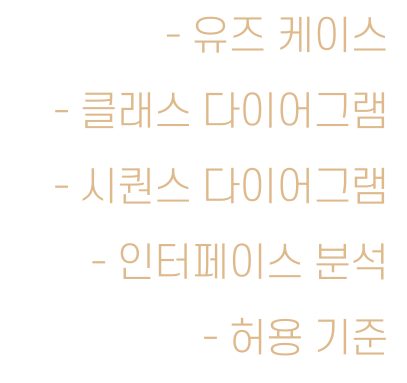 - 유즈 케이스
- 클래스 다이어그램
- 시퀀스 다이어그램
- 인터페이스 분석
- 허용 기준